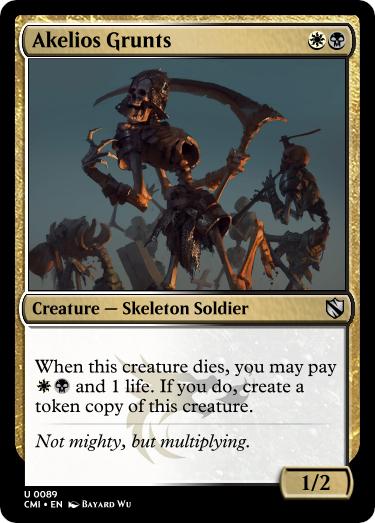 Akelios Grunts
Creature — Skeleton Soldier
When this creature dies, you may pay
and 1 life. If you do, create a
token copy of this creature.
Not mighty, but multiplying.
1/2
U 0089
CMI • EN Bayard Wu